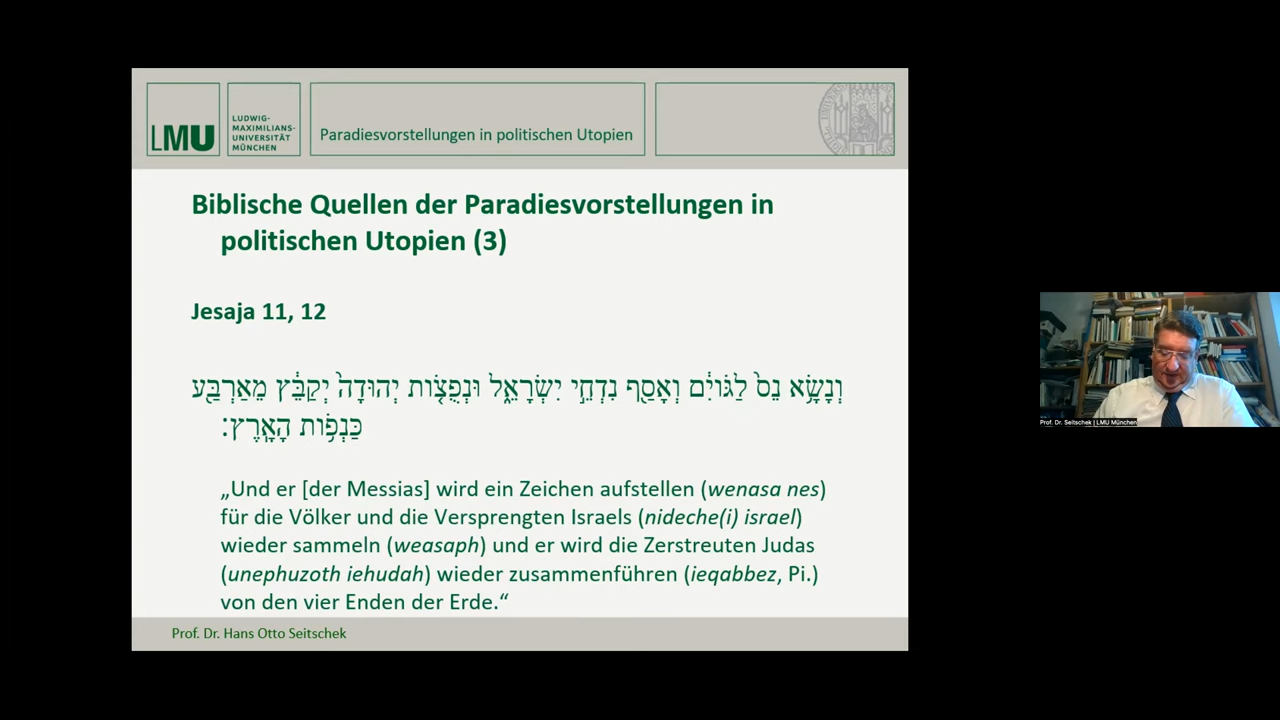 LMU
LUDWIG-
MAXIMILIANS-
UNIVERSITÄT
MÜNCHEN
Paradiesvorstellungen in politischen Utopien
Biblische Quellen der Paradiesvorstellungen in
politischen Utopien (3)
Jesaja 11, 12
וְנָשָׂ֥א נֵס֙ לַגּוֹיִ֔ם וְאָסַ֖ף נִדְחֵ֣י יִשְׂרָאֵ֑ל וּנְפֻצ֤וֹת יְהוּדָה֙ יְקַבֵּ֔ץ מֵאַרְבַּ֖ע
כַּנְפ֥וֹת הָאָֽרֶץ׃
„Und er [der Messias] wird ein Zeichen aufstellen (wenasa nes)
für die Völker und die Versprengten Israels (nideche(i) israel)
wieder sammeln (weasaph) und er wird die Zerstreuten Judas
(unephuzoth iehudah) wieder zusammenführen (ieqabbez, Pi.)
von den vier Enden der Erde.“
Prof. Dr. Hans Otto Seitschek
Prof. Dr. Seitschek | LMU München